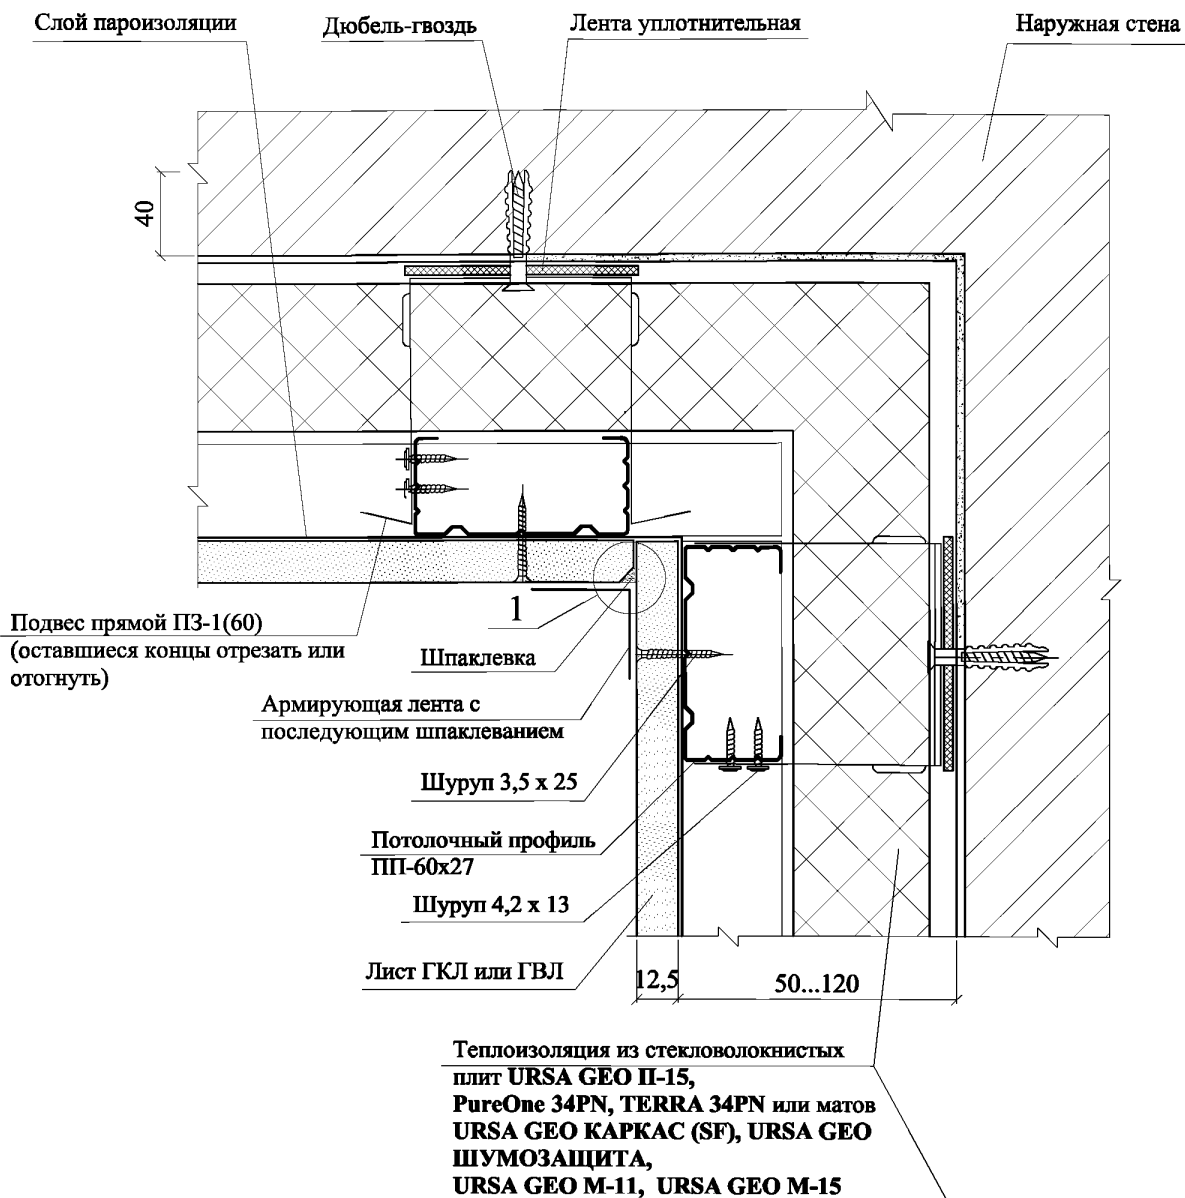 Слой пароизоляции
Дюбель-гвоздь
Лента уплотнительная
Наружная стена
40
Подвес прямой ПЗ-1(60)
(оставшиеся концы отрезать или
отогнуть)
1
Шпаклевка
Армирующая лента с
последующим шпаклеванием
Шуруп 3,5 х 25
Потолочный профиль
ПП-60х27
Шуруп 4,2 х 13
Лист ГКЛ или ГВЛ
12,5
50...120
Теплоизоляция из стекловолокнистых
плит URSA GEO П-15,
PureOne 34PN, TERRA 34PN или матов
URSA GEO КАРКАС (SF), URSA GEO
ШУМОЗАЩИТА,
URSA GEO М-11, URSA GEO М-15